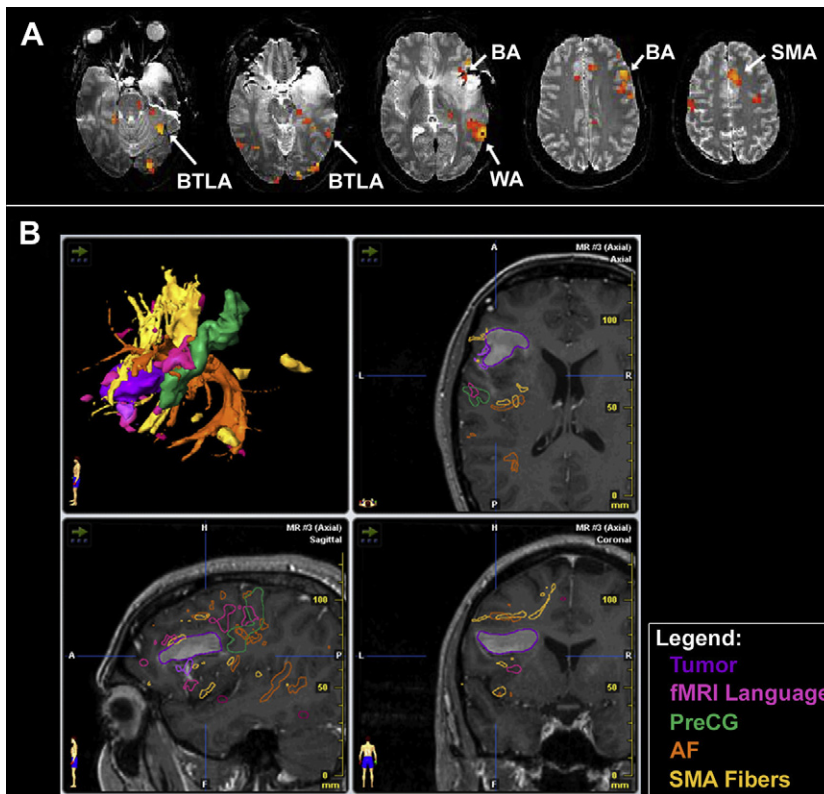 A
BA
BA
SMA
BTLA
BTLA
WA
B
A
MR #3 (Axial)
Axial
100
L
R
50
P
0
mm
H
MR #3 (Axial)
Sagittal
100
A
P
50
F
0
mm
H
MR #3 (Axial)
Coronal
100
L
R
50
F
0
mm
Legend:
Tumor
fMRI Language
PreCG
AF
SMA Fibers